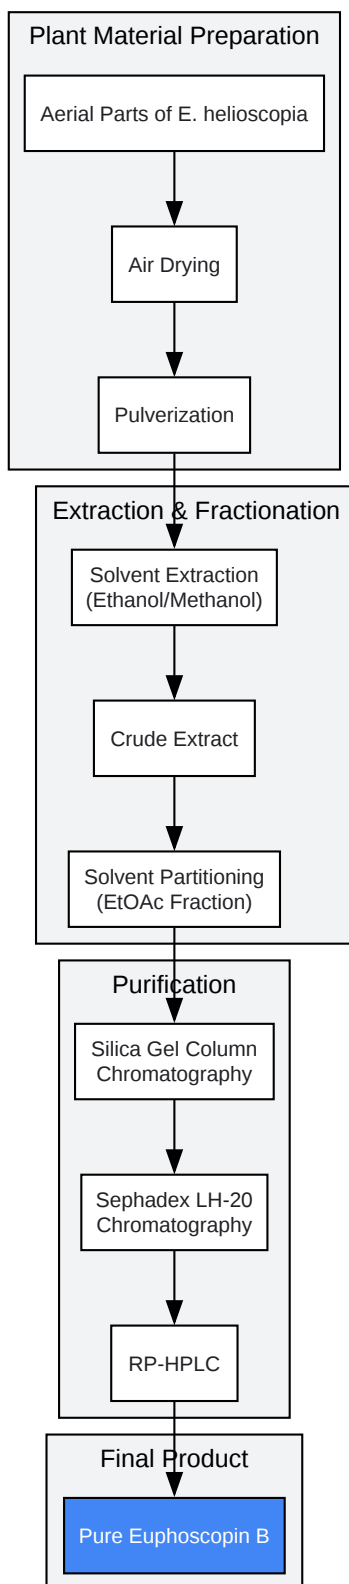 Plant Material Preparation
Aerial Parts of E. helioscopia
Air Drying
Pulverization
Extraction & Fractionation
Solvent Extraction
(Ethanol/Methanol)
Crude Extract
Solvent Partitioning
(EtOAc Fraction)
Purification
Silica Gel Column
Chromatography
Sephadex LH-20
Chromatography
RP-HPLC
Final Product
Pure Euphoscopin B